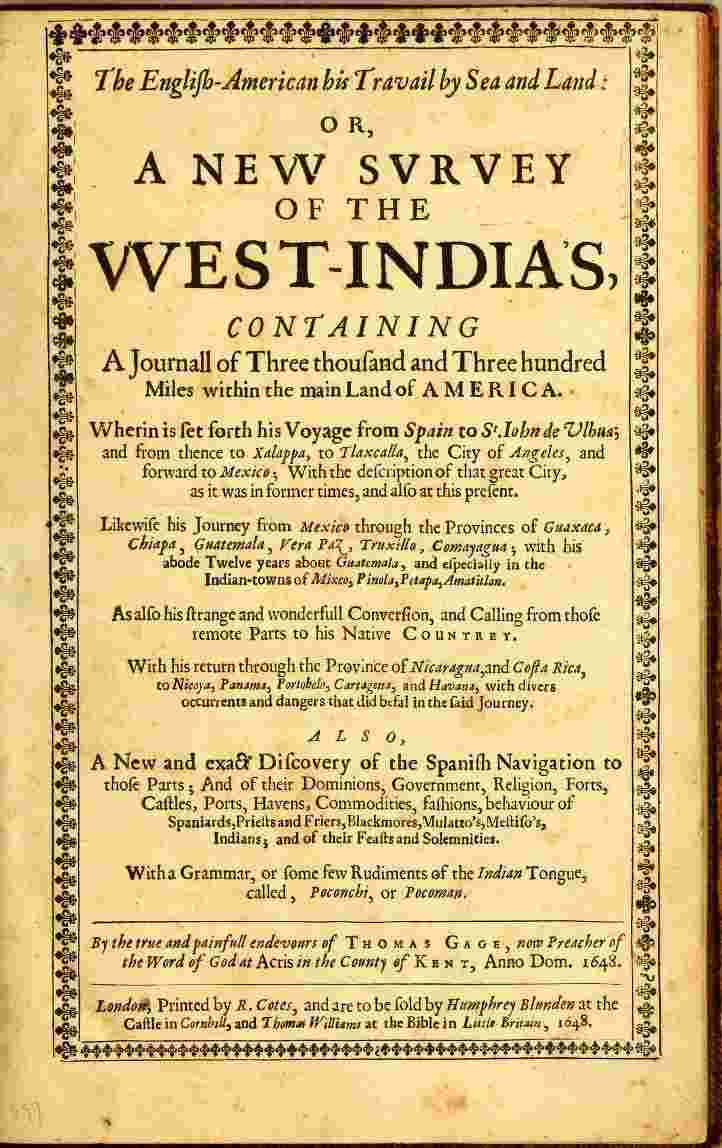 The Engliſh-American his Travail by Sea and Land:
OR,
A NEW SVRVEY
OF THE
WEST-INDIA'S,
CONTAINING
A Journall of Three thouſand and Three hundred
Miles within the main Land of AMERICA.
Wherin is ſet forth his Voyage from Spain to St. Iohn de Ulhua;
and from thence to Xalappa, to Tlaxcalla, the City of Angeles, and
forward to Mexico; With the deſcription of that great City,
as it was in former times, and alſo at this preſent.
Likewiſe his Journey from Mexico through the Provinces of Guaxaca,
Chiapa, Guatemala, Vera Paz, Truxillo, Comayagua; with his
abode Twelve years about Guatemala, and eſpecially in the
Indian-towns of Mixco, Pinola, Petapa, Amatitlan.
As alſo his ſtrange and wonderfull Converſion, and Calling from thoſe
remote Parts to his Native COUNTREY.
With his return through the Province of Nicaragua, and Coſta Rica,
to Nicoya, Panama, Portobelo, Cartagena, and Havana, with divers
occurrents and dangers that did befal in the ſaid Journey.
ALSO,
A New and exact Diſcovery of the Spaniſh Navigation to
thoſe Parts; And of their Dominions, Government, Religion, Forts,
Caſtles, Ports, Havens, Commodities, faſhions, behaviour of
Spaniards, Prieſts and Friers, Blackmores, Mulatto's, Meſtiſo's,
Indians; and of their Feaſts and Solemnities.
With a Grammar, or ſome few Rudiments of the Indian Tongue,
called, Poconchi, or Pocoman.
By the true and painfull endevours of THOMAS GAGE, now Preacher of
the Word of God at Acris in the County of KENT, Anno Dom. 1648.
London, Printed by R. Cotes, and are to be ſold by Humphrey Blunden at the
Caſtle in Cornhill, and Thomas Williams at the Bible in Little Britain, 1648.